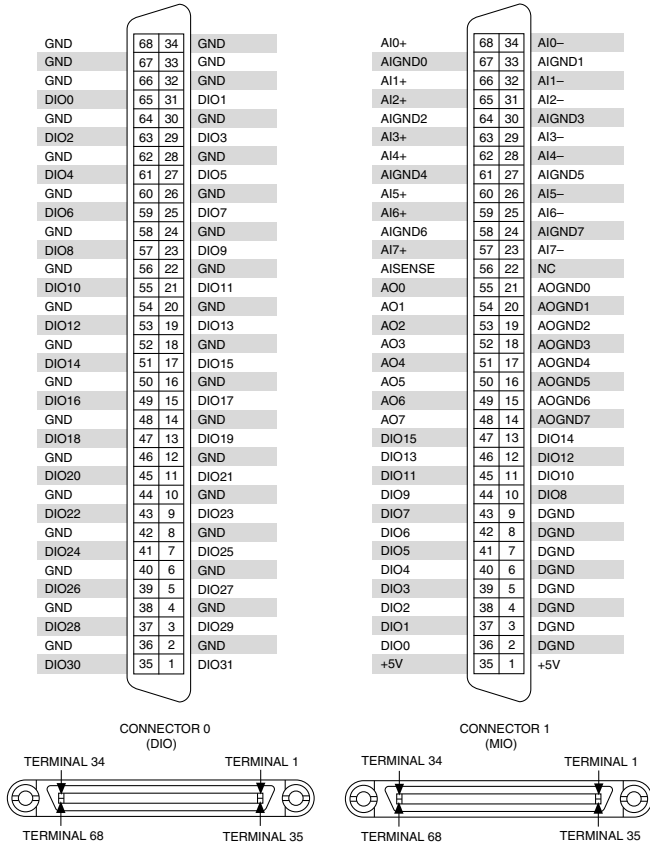 GND 68 34 GND
GND 67 33 GND
GND 66 32 GND
DIO0 65 31 DIO1
GND 64 30 GND
DIO2 63 29 DIO3
GND 62 28 GND
DIO4 61 27 DIO5
GND 60 26 GND
DIO6 59 25 DIO7
GND 58 24 GND
DIO8 57 23 DIO9
GND 56 22 GND
DIO10 55 21 DIO11
GND 54 20 GND
DIO12 53 19 DIO13
GND 52 18 GND
DIO14 51 17 DIO15
GND 50 16 GND
DIO16 49 15 DIO17
GND 48 14 GND
DIO18 47 13 DIO19
GND 46 12 GND
DIO20 45 11 DIO21
GND 44 10 GND
DIO22 43 9 DIO23
GND 42 8 GND
DIO24 41 7 DIO25
GND 40 6 GND
DIO26 39 5 DIO27
GND 38 4 GND
DIO28 37 3 DIO29
GND 36 2 GND
DIO30 35 1 DIO31
CONNECTOR 0
(DIO)
TERMINAL 34 TERMINAL 1
TERMINAL 68 TERMINAL 35
AI0+ 68 34 AI0–
AIGND0 67 33 AIGND1
AI1+ 66 32 AI1–
AI2+ 65 31 AI2–
AIGND2 64 30 AIGND3
AI3+ 63 29 AI3–
AI4+ 62 28 AI4–
AIGND4 61 27 AIGND5
AI5+ 60 26 AI5–
AI6+ 59 25 AI6–
AIGND6 58 24 AIGND7
AI7+ 57 23 AI7–
AISENSE 56 22 NC
AO0 55 21 AOGND0
AO1 54 20 AOGND1
AO2 53 19 AOGND2
AO3 52 18 AOGND3
AO4 51 17 AOGND4
AO5 50 16 AOGND5
AO6 49 15 AOGND6
AO7 48 14 AOGND7
DIO15 47 13 DIO14
DIO13 46 12 DIO12
DIO11 45 11 DIO10
DIO9 44 10 DIO8
DIO7 43 9 DGND
DIO6 42 8 DGND
DIO5 41 7 DGND
DIO4 40 6 DGND
DIO3 39 5 DGND
DIO2 38 4 DGND
DIO1 37 3 DGND
DIO0 36 2 DGND
+5V 35 1 +5V
CONNECTOR 1
(MIO)
TERMINAL 34 TERMINAL 1
TERMINAL 68 TERMINAL 35